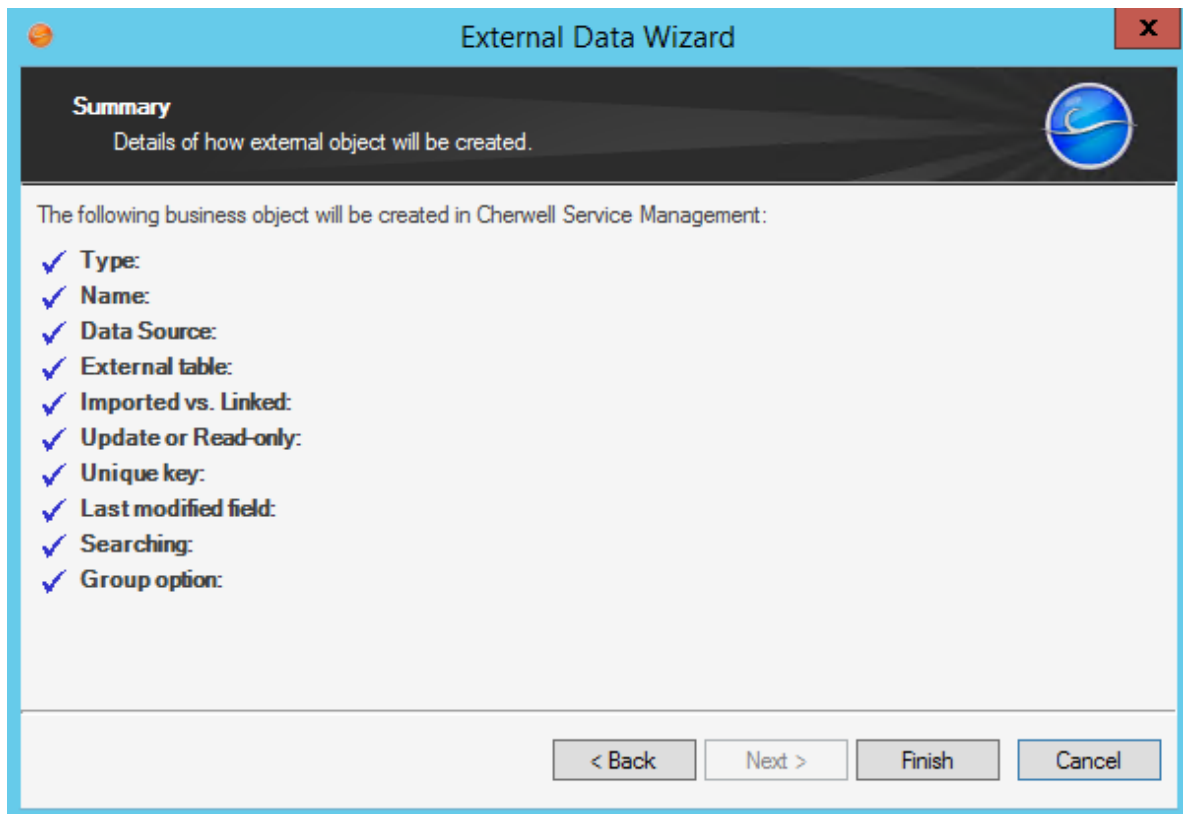 External Data Wizard
x
Summary
Details of how external object will be created.
The following business object will be created in Cherwell Service Management:
Type:
Name:
Data Source:
External table:
Imported vs. Linked:
Update or Read-only:
Unique key:
Last modified field:
Searching:
Group option:
< Back Next > Finish Cancel